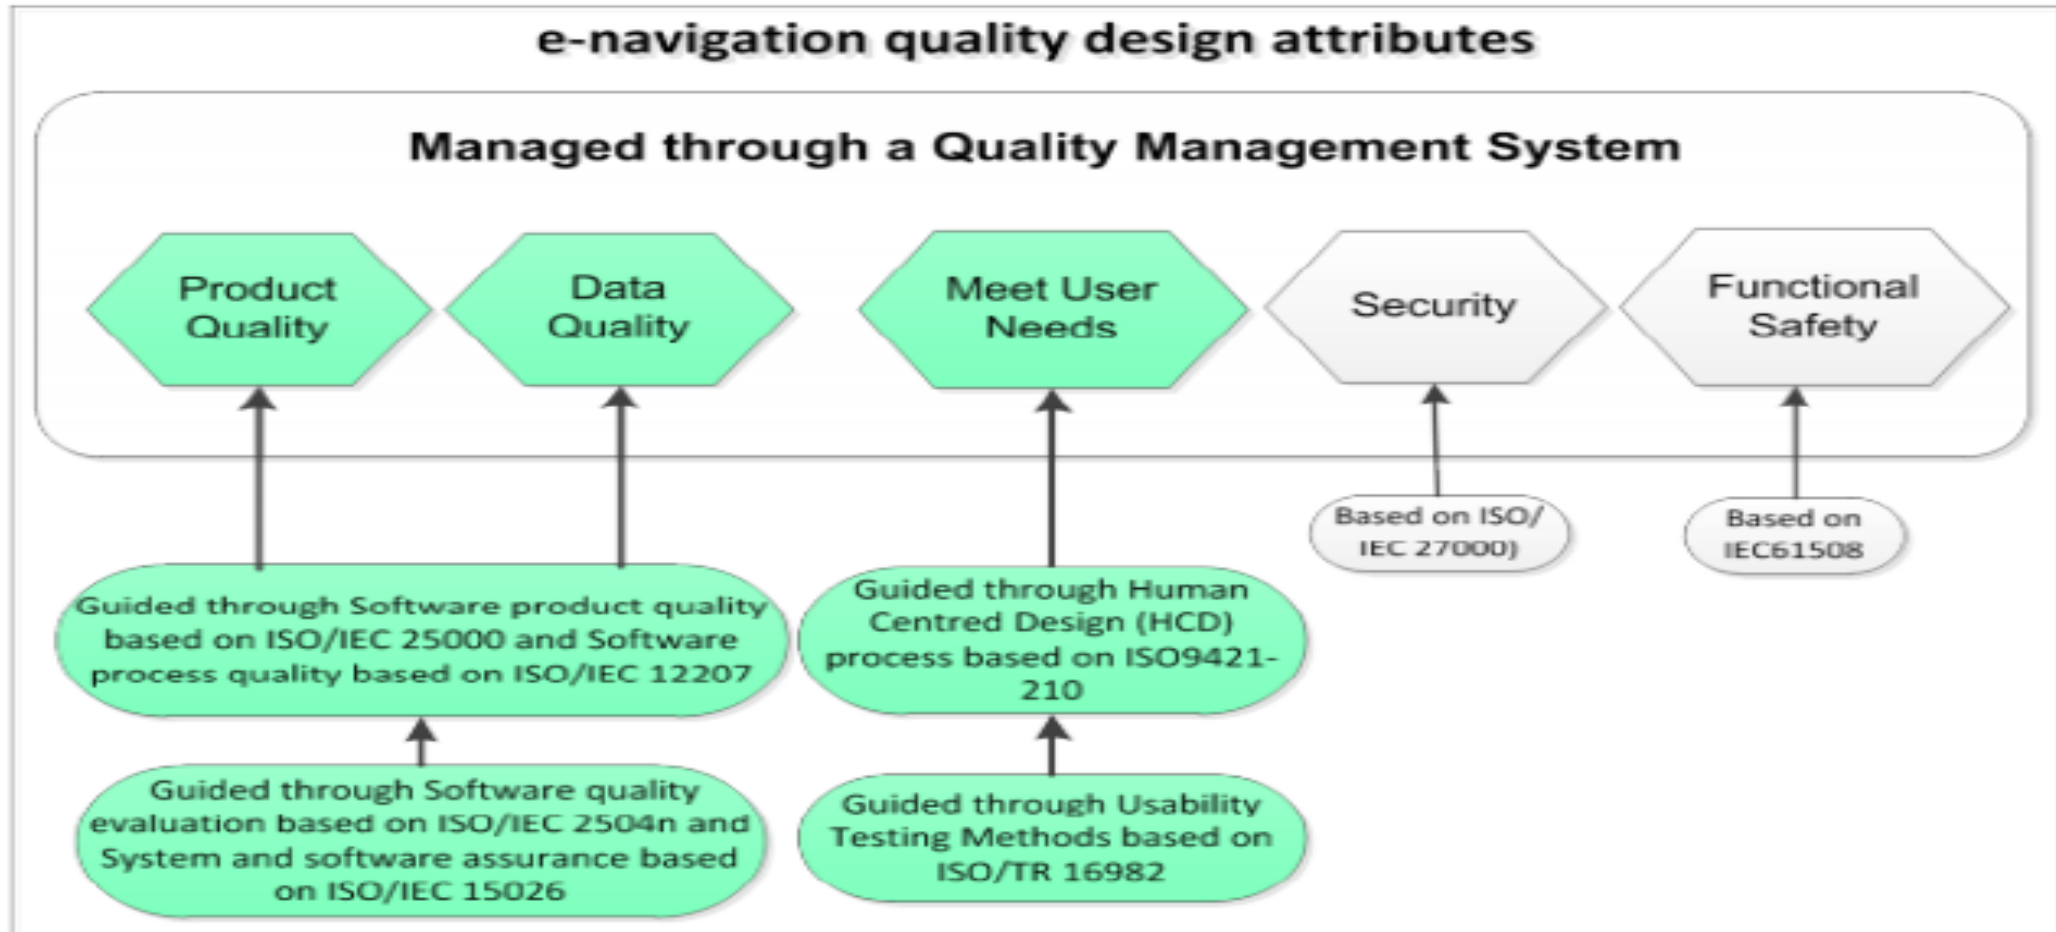 e-navigation quality design attributes
Managed through a Quality Management System
Product
Quality
Data
Quality
Meet User
Needs
Security
Functional
Safety
Based on ISO/
IEC 27000)
Based on
IEC61508
Guided through Software product quality
based on ISO/IEC 25000 and Software
process quality based on ISO/IEC 12207
Guided through Human
Centred Design (HCD)
process based on ISO9421-
210
Guided through Software quality
evaluation based on ISO/IEC 2504n and
System and software assurance based
on ISO/IEC 15026
Guided through Usability
Testing Methods based on
ISO/TR 16982